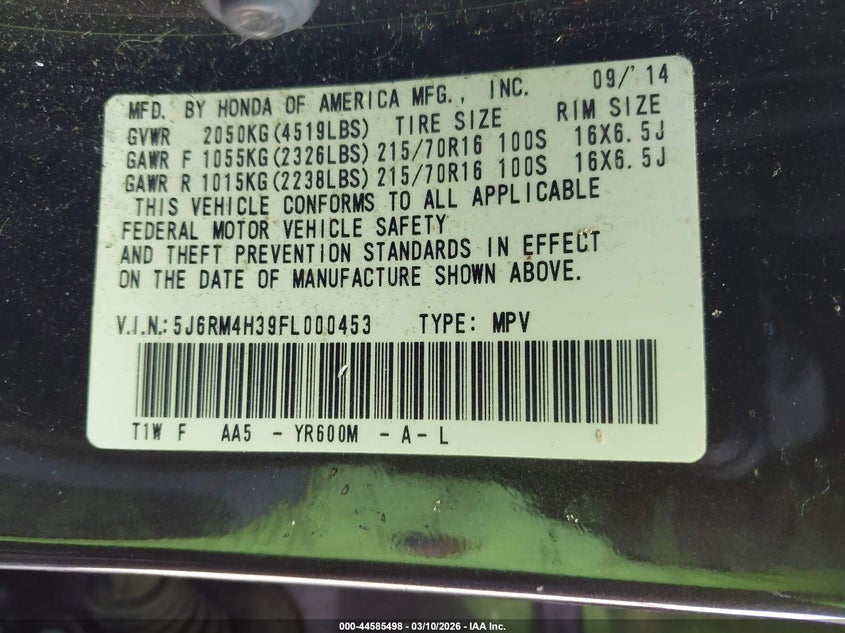 MFD. BY HONDA OF AMERICA MFG., INC. 09/'14
GVWR 2050KG(4519LBS) TIRE SIZE RIM SIZE
GAWR F 1055KG(2326LBS) 215/70R16 100S 16X6.5J
GAWR R 1015KG(2238LBS) 215/70R16 100S 16X6.5J
THIS VEHICLE CONFORMS TO ALL APPLICABLE
FEDERAL MOTOR VEHICLE SAFETY
AND THEFT PREVENTION STANDARDS IN EFFECT
ON THE DATE OF MANUFACTURE SHOWN ABOVE.
V.I.N.: 5J6RM4H39FL000453 TYPE: MPV
T1W F AA5 - YR600M - A - L 9
000-44585498 - 03/10/2026 - IAA Inc.